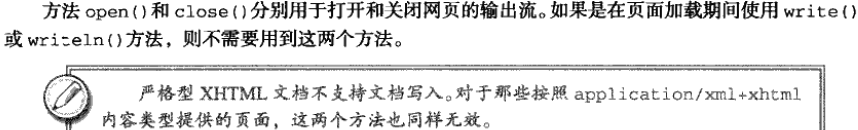 方法 open()和 close()分别用于打开和关闭网页的输出流。如果是在页面加载期间使用 write()
或 writeln()方法，则不需要用到这两个方法。
严格型 XHTML 文档不支持文档写入。对于那些按照 application/xml+xhtml
内容类型提供的页面，这两个方法也同样无效。